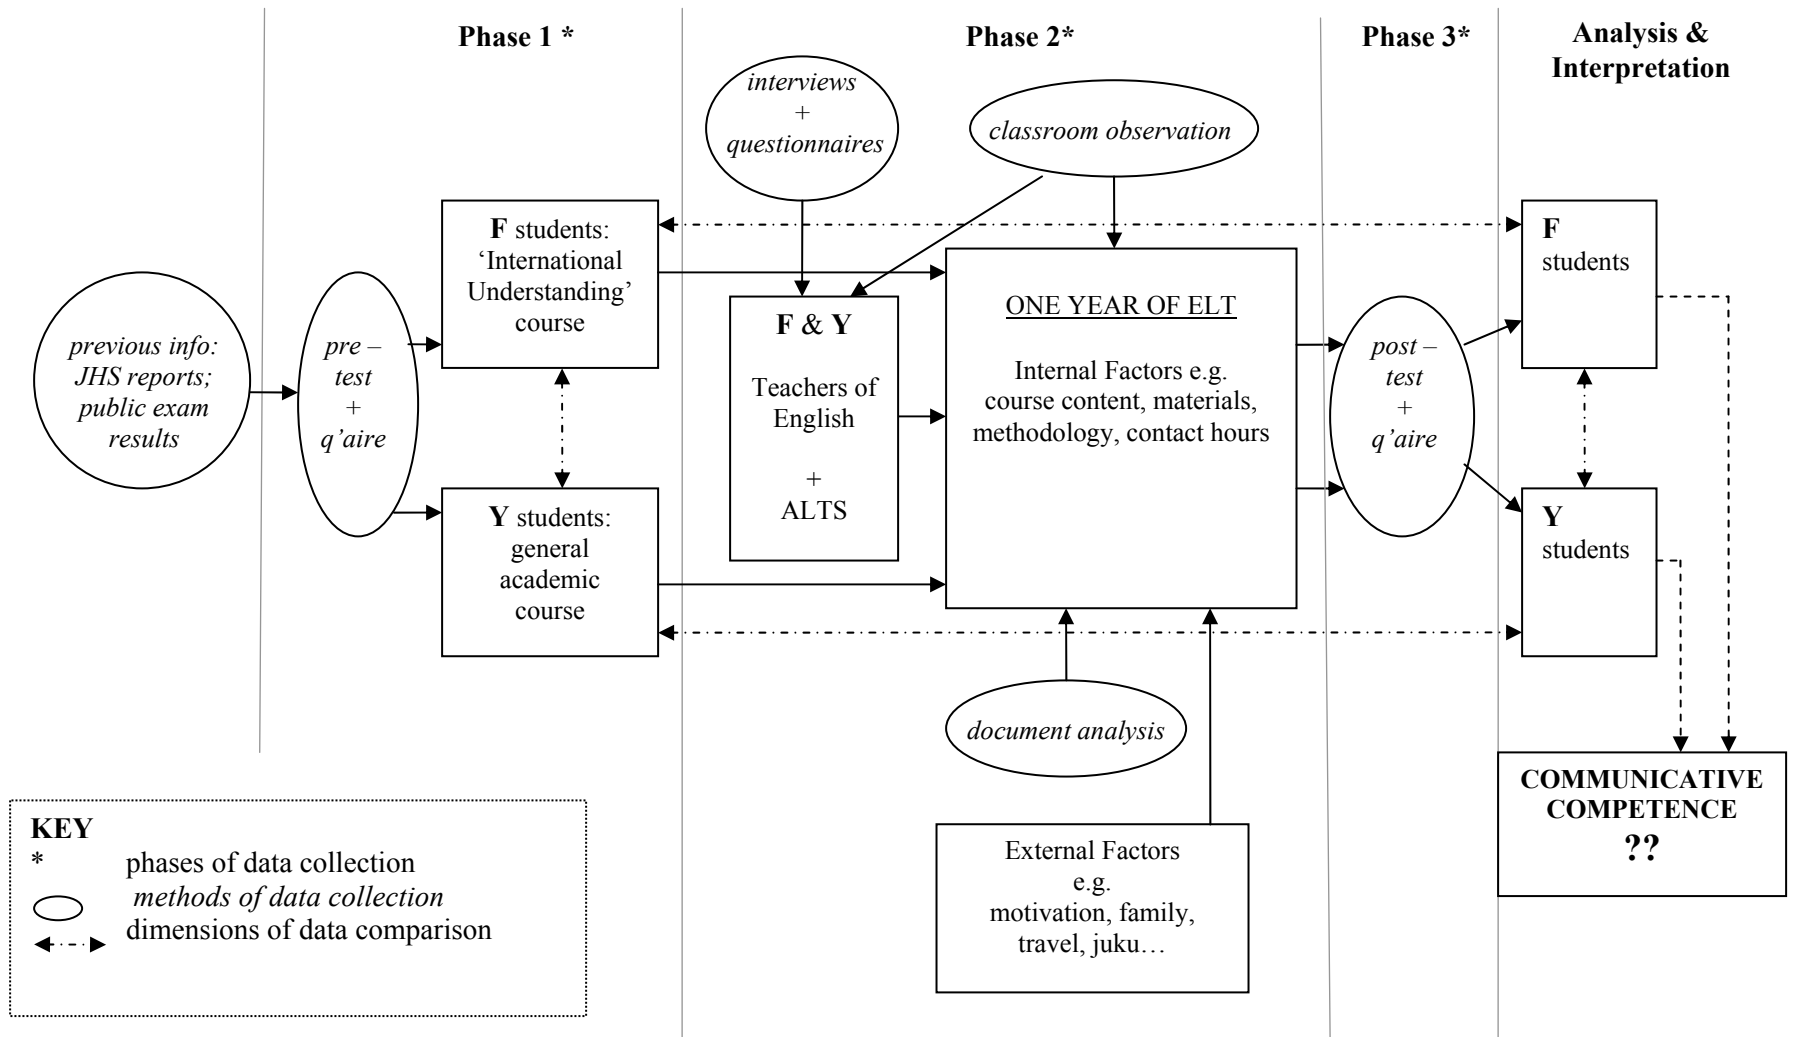 Phase 1 *
Phase 2*
Phase 3*
Analysis &
Interpretation
previous info:
JHS reports;
public exam
results
pre –
test
+
q’aire
F students:
‘International
Understanding’
course
Y students:
general
academic
course
interviews
+
questionnaires
classroom observation
F & Y
Teachers of
English
+
ALTS
ONE YEAR OF ELT
Internal Factors e.g.
course content, materials,
methodology, contact hours
document analysis
External Factors
e.g.
motivation, family,
travel, juku…
post –
test
+
q’aire
F
students
Y
students
COMMUNICATIVE
COMPETENCE
??
KEY
* phases of data collection
methods of data collection
dimensions of data comparison